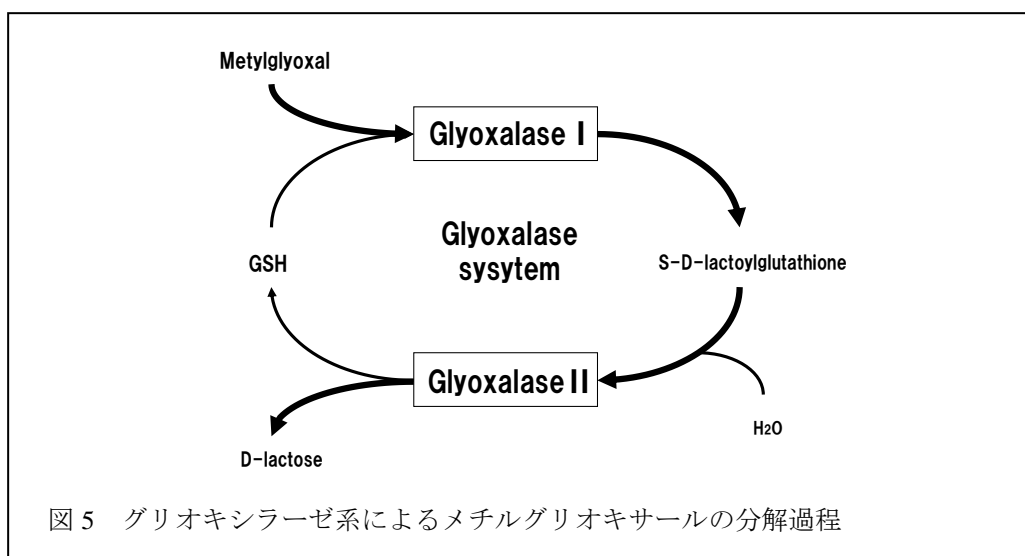 Metylglyoxal
Glyoxalase I
Glyoxalase
sysytem
GSH
S-D-lactoylglutathione
Glyoxalase II
H2O
D-lactose
図 5 グリオキシラーゼ系によるメチルグリオキサールの分解過程